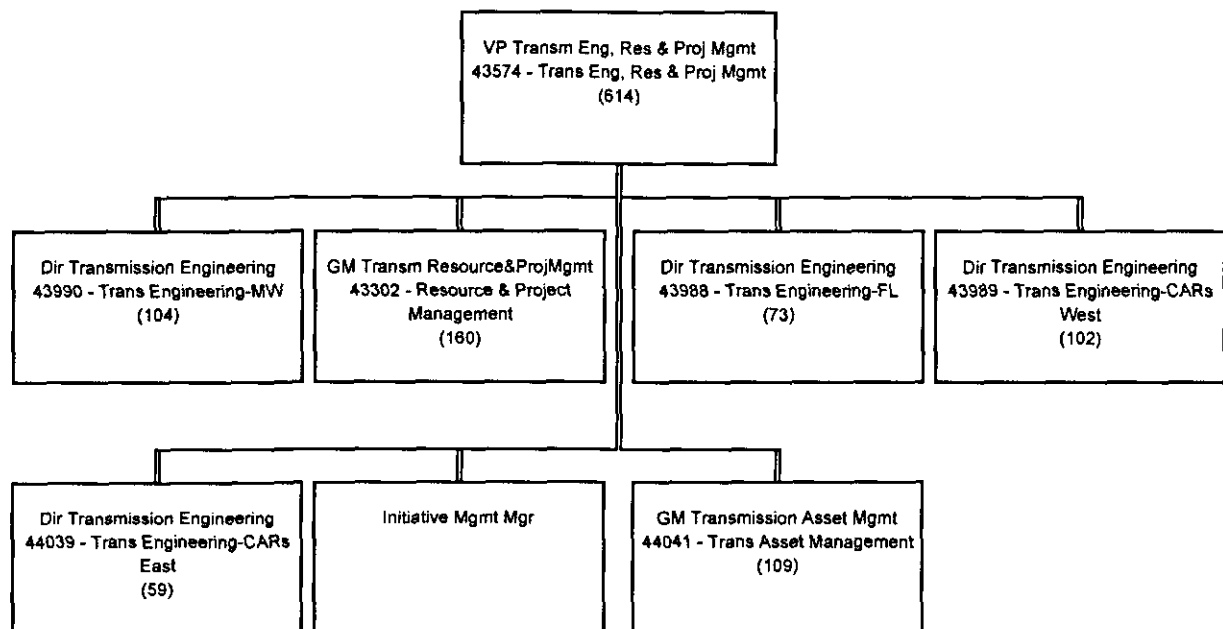 VP Transm Eng, Res & Proj Mgmt
43574 - Trans Eng, Res & Proj Mgmt
(614)
Dir Transmission Engineering
43990 - Trans Engineering-MW
(104)
GM Transm Resource&ProjMgmt
43302 - Resource & Project
Management
(160)
Dir Transmission Engineering
43988 - Trans Engineering-FL
(73)
Dir Transmission Engineering
43989 - Trans Engineering-CARs
West
(102)
Dir Transmission Engineering
44039 - Trans Engineering-CARs
East
(59)
Initiative Mgmt Mgr
GM Transmission Asset Mgmt
44041 - Trans Asset Management
(109)